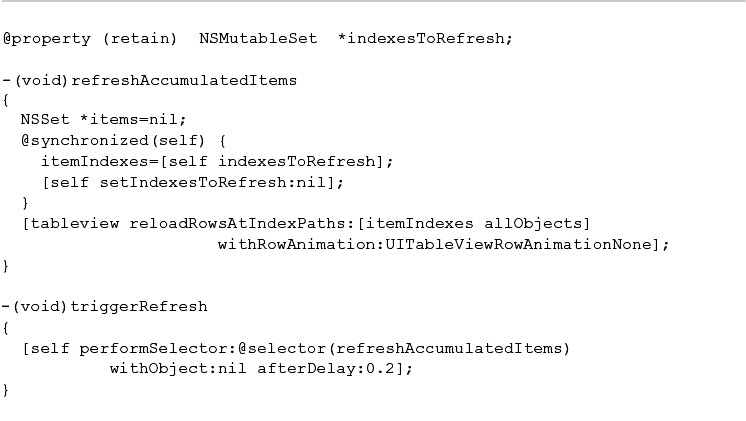 @property (retain)  NSMutableSet  *indexesToRefresh;
-(void)refreshAccumulatedItems
{
  NSSet *items=nil;
  @synchronized(self) {
    itemIndexes=[self indexesToRefresh];
    [self setIndexesToRefresh:nil];
  }
  [tableview reloadRowsAtIndexPaths:[itemIndexes allObjects]
                      withRowAnimation:UITableViewRowAnimationNone];
}
-(void)triggerRefresh
{
  [self performSelector:@selector(refreshAccumulatedItems)
           withObject:nil afterDelay:0.2];
}